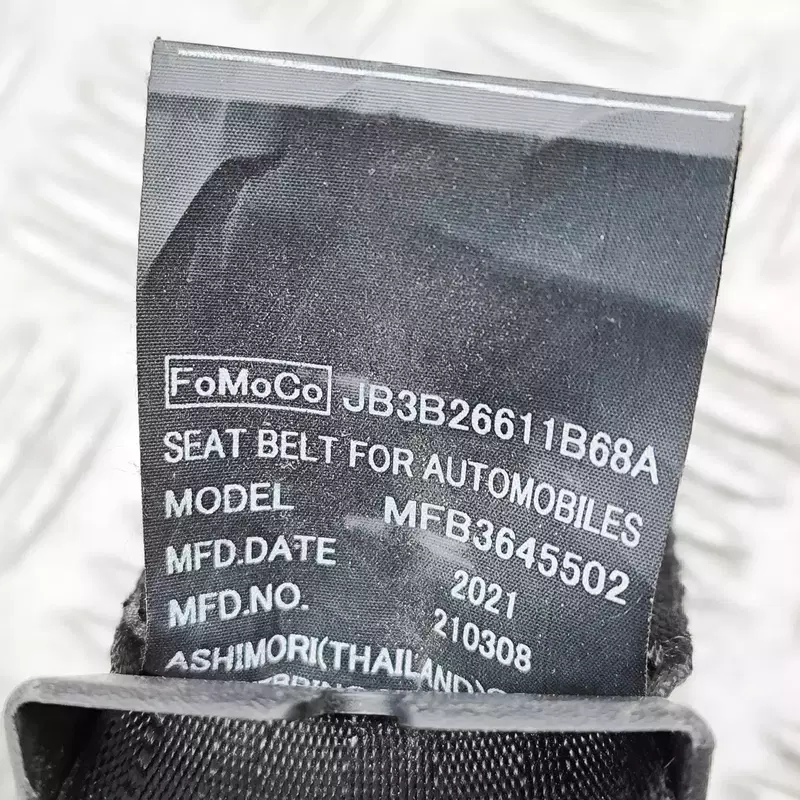 FoMoCo JB3B26611B68A
SEAT BELT FOR AUTOMOBILES
MODEL MFB3645502
MFD.DATE 2021
MFD.NO. 210308
ASHIMORI(THAILAND)